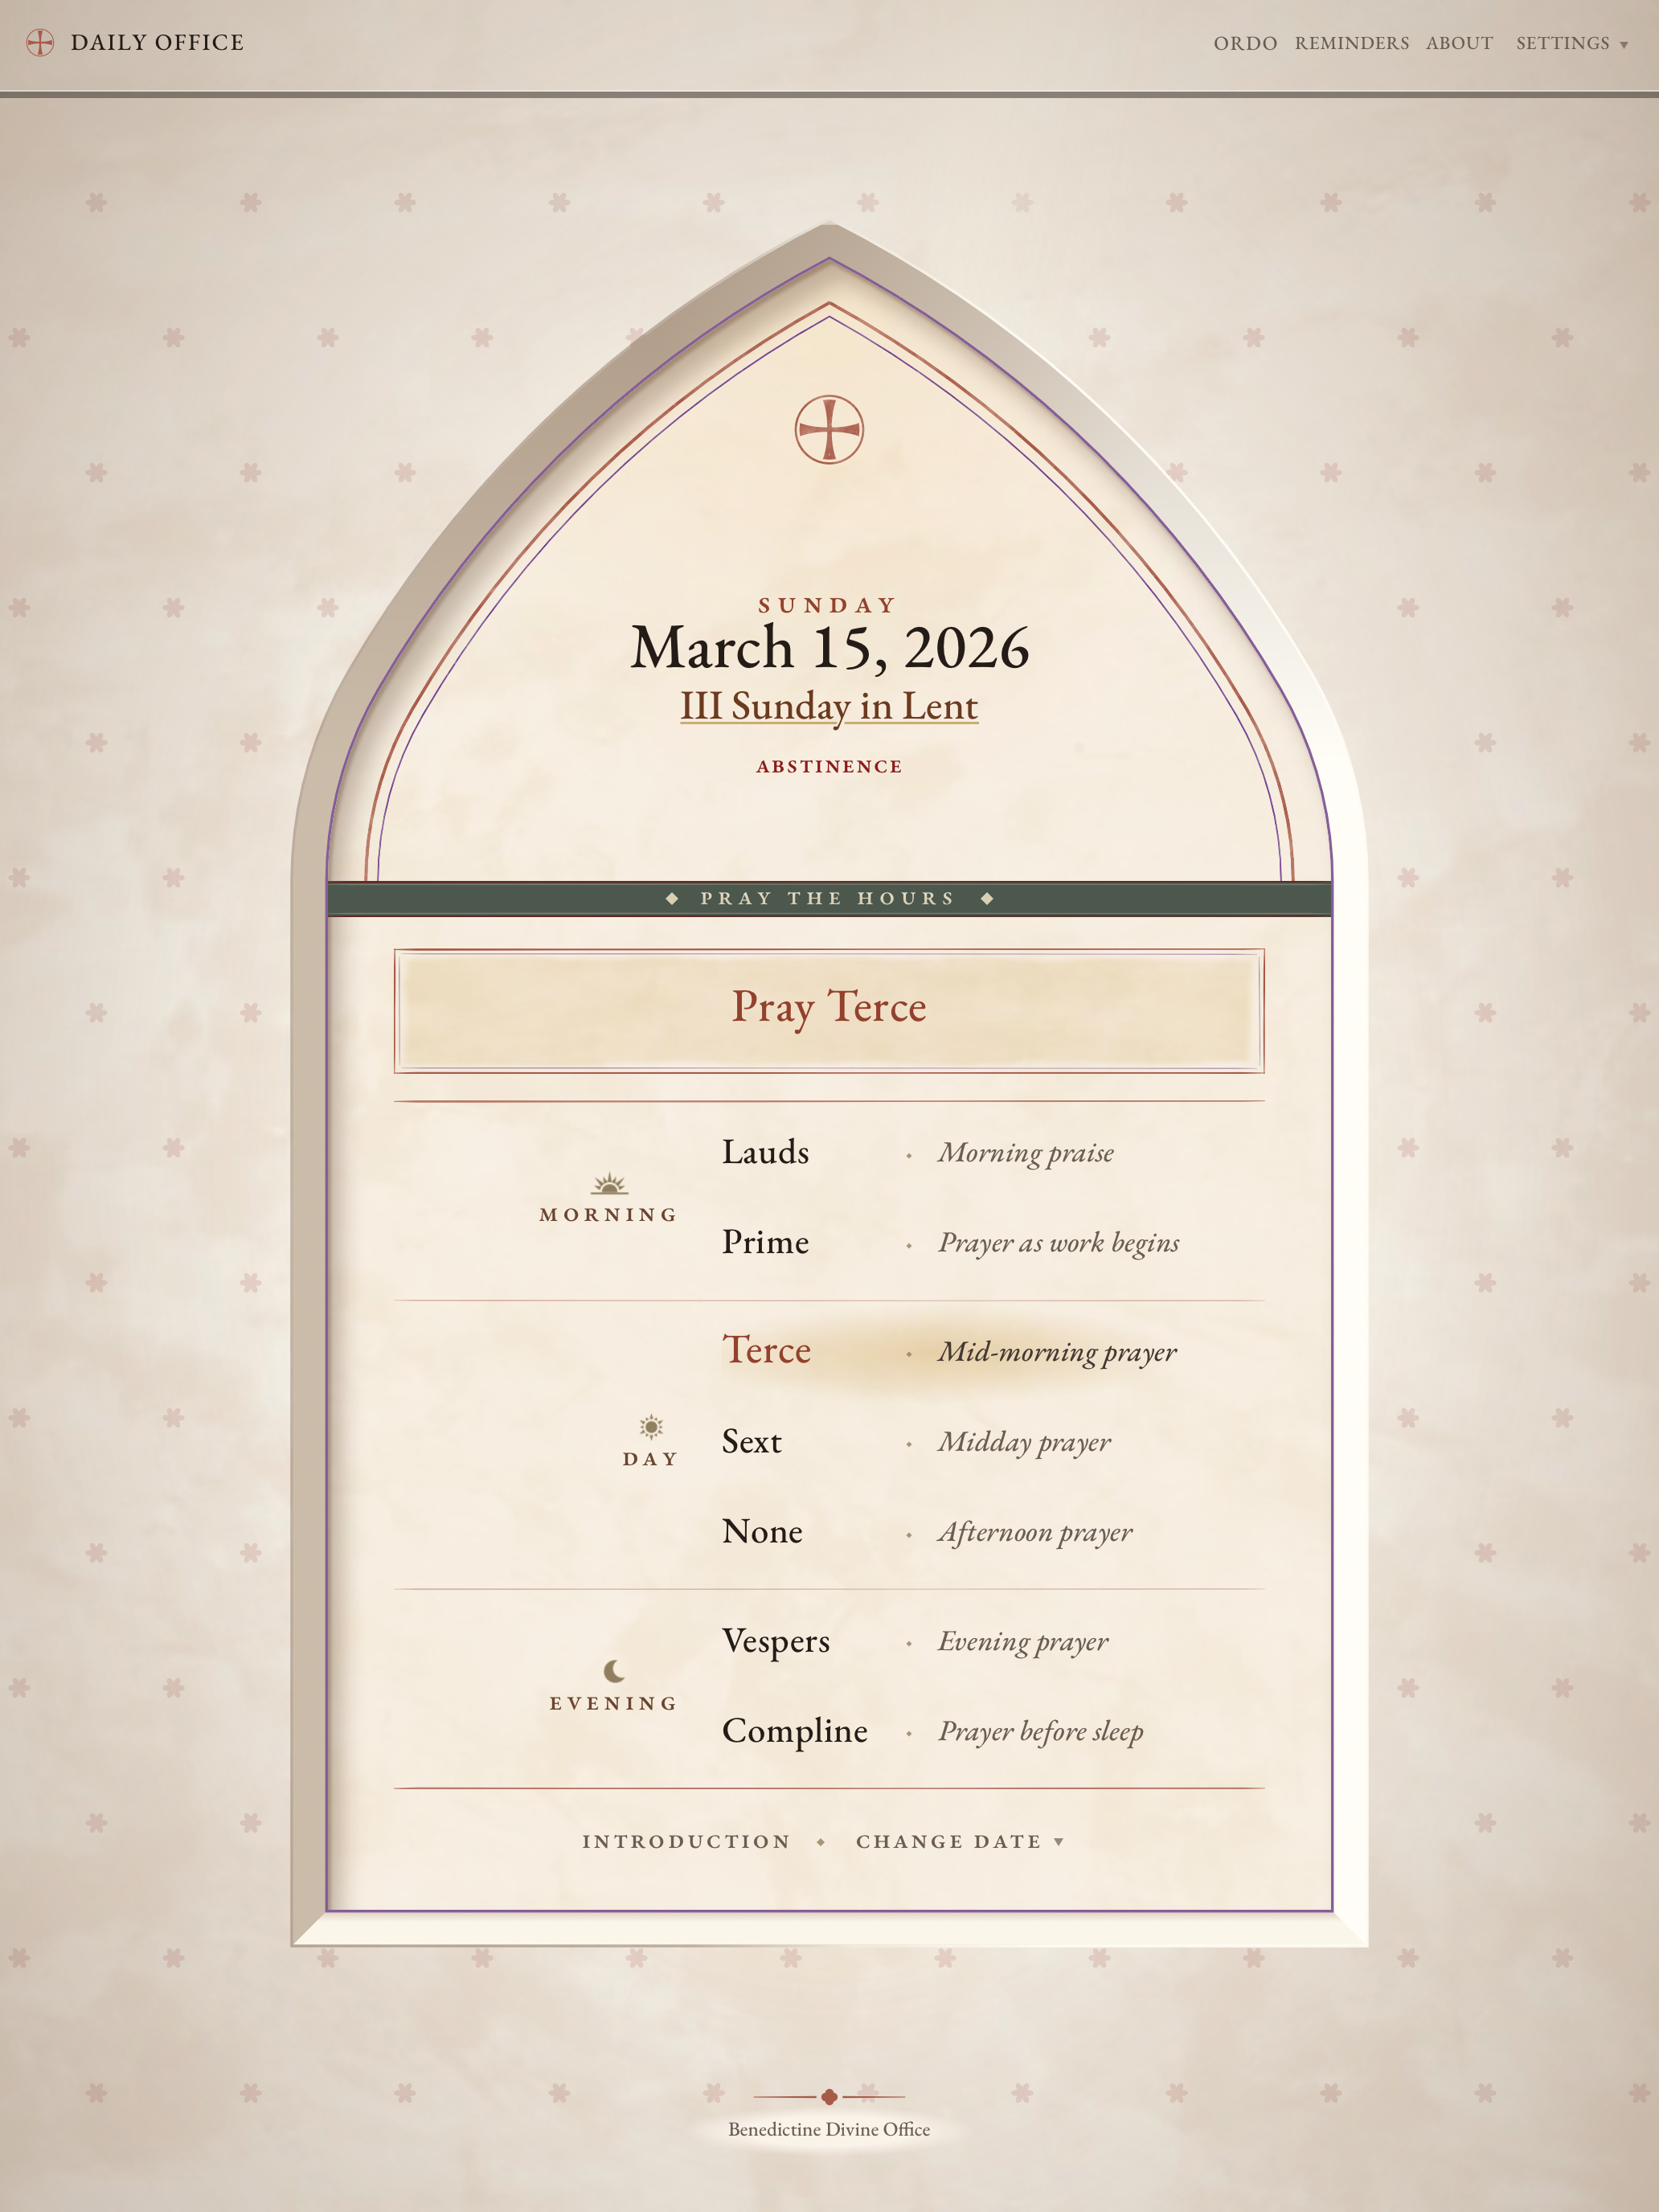 DAILY OFFICE
ORDO REMINDERS ABOUT SETTINGS ▼
SUNDAY
March 15, 2026
III Sunday in Lent
ABSTINENCE
◆ PRAY THE HOURS ◆
Pray Terce
MORNING
Lauds ⬩ Morning praise
Prime ⬩ Prayer as work begins
DAY
Terce ⬩ Mid-morning prayer
Sext ⬩ Midday prayer
None ⬩ Afternoon prayer
EVENING
Vespers ⬩ Evening prayer
Compline ⬩ Prayer before sleep
INTRODUCTION ◆ CHANGE DATE ▼
Benedictine Divine Office